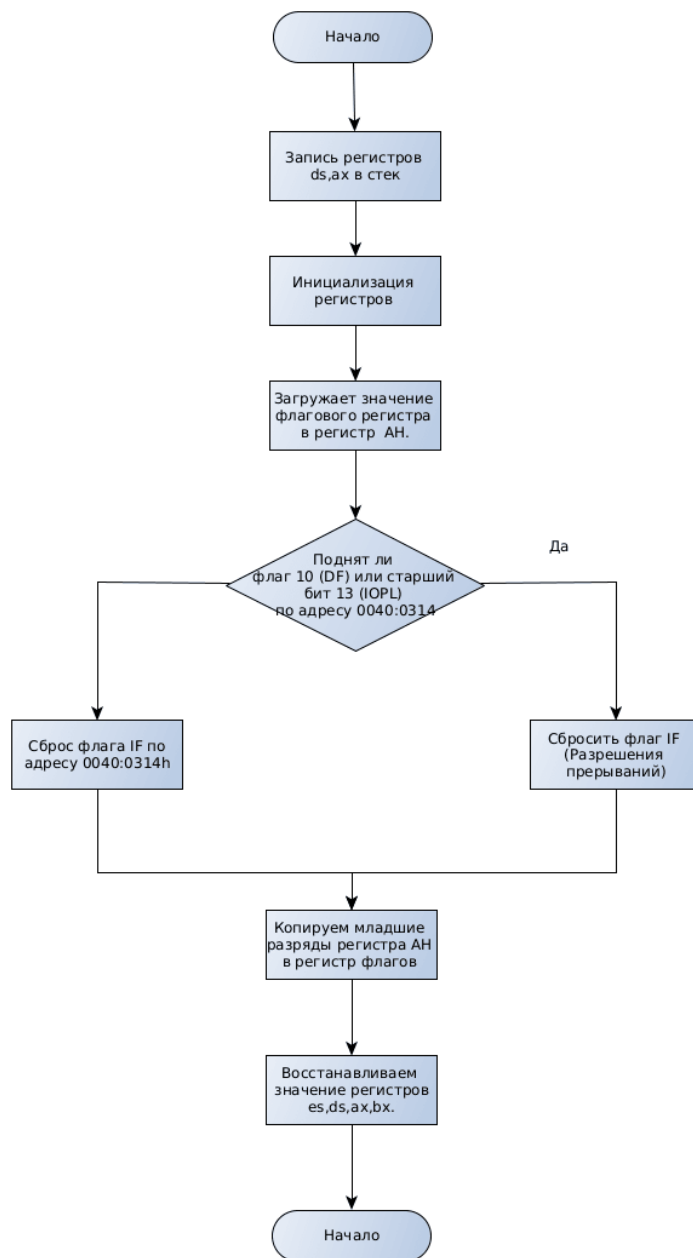 Начало
Запись регистров
ds,ax в стек
Инициализация
регистров
Загружает значение
флагового регистра
в регистр АН.
Поднят ли
флаг 10 (DF) или старший
бит 13 (IOPL)
по адресу 0040:0314
Да
Сброс флага IF по
адресу 0040:0314h
Сбросить флаг IF
(Разрешения
прерываний)
Копируем младшие
разряды регистра АН
в регистр флагов
Восстанавливаем
значение регистров
es,ds,ax,bx.
Начало